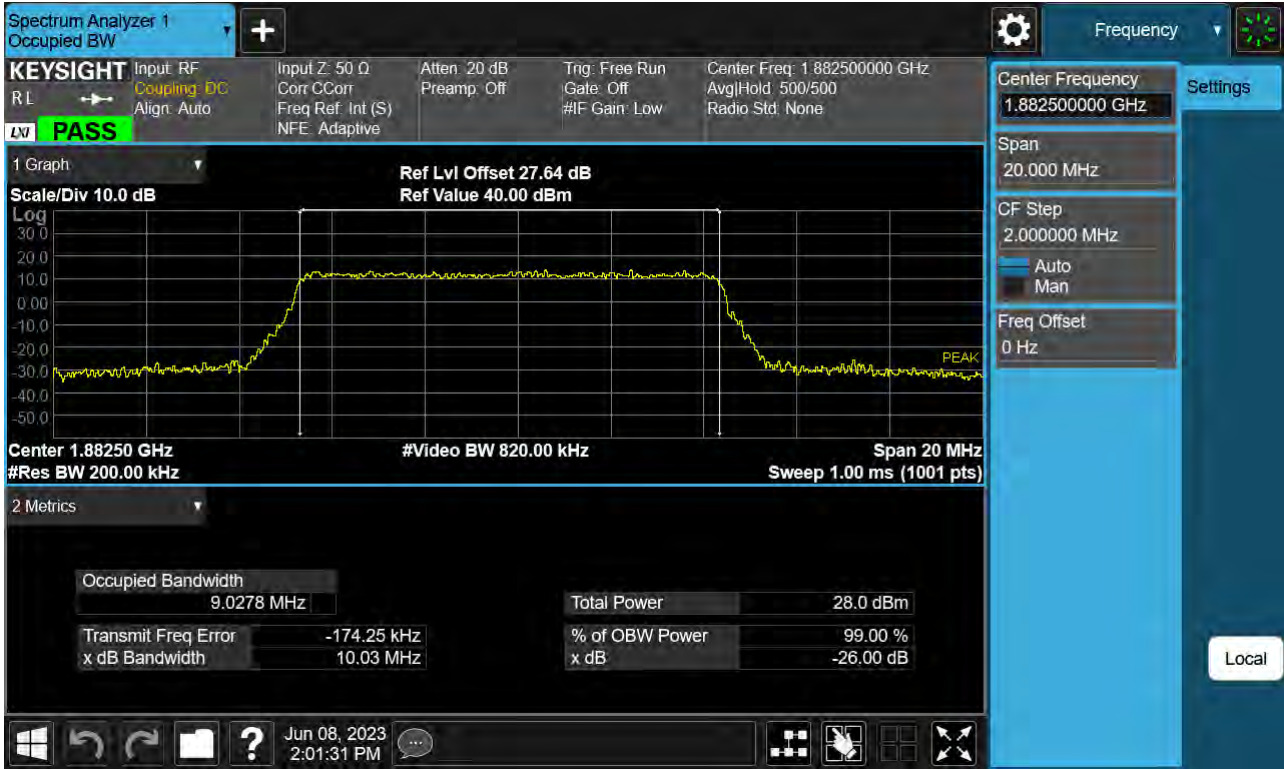 Spectrum Analyzer 1
Occupied BW
Frequency
KEYSIGHT
R L
LXI
PASS
Input: RF
Coupling: DC
Align: Auto
Input Z: 50 Ω
Corr CCorr
Freq Ref: Int (S)
NFE: Adaptive
Atten: 20 dB
Preamp: Off
Trig: Free Run
Gate: Off
#IF Gain: Low
Center Freq: 1.882500000 GHz
Avg|Hold: 500/500
Radio Std: None
Center Frequency
1.882500000 GHz
Settings
Span
20.000 MHz
CF Step
2.000000 MHz
Auto
Man
Freq Offset
0 Hz
1 Graph
Scale/Div 10.0 dB
Ref Lvl Offset 27.64 dB
Ref Value 40.00 dBm
Log
30.0
20.0
10.0
0.00
-10.0
-20.0
-30.0
-40.0
-50.0
PEAK
Center 1.88250 GHz
#Video BW 820.00 kHz
Span 20 MHz
#Res BW 200.00 kHz
Sweep 1.00 ms (1001 pts)
2 Metrics
Occupied Bandwidth
9.0278 MHz
Total Power 28.0 dBm
Transmit Freq Error -174.25 kHz
% of OBW Power 99.00 %
x dB Bandwidth 10.03 MHz
x dB -26.00 dB
Local
?
Jun 08, 2023
2:01:31 PM